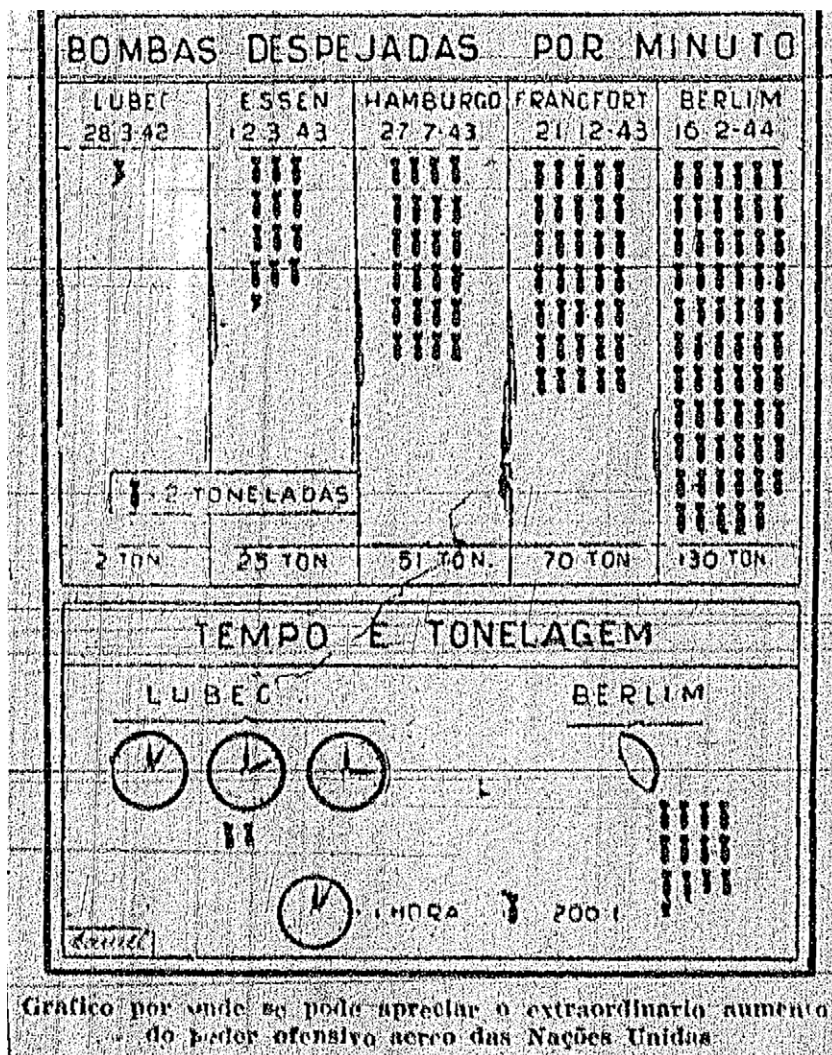 BOMBAS DESPEJADAS POR MINUTO
LUBEC ESSEN HAMBURGO FRANCFORT BERLIM
28 3 42 12 3 43 27 7-43 21 12-43 16-2-44
2 TONELADAS
2 TON 25 TON 51 TON. 70 TON 130 TON
TEMPO E TONELAGEM
LUBEC BERLIM
1 HORA 200 t
Grafico por onde se pode apreciar o extraordinario aumento
do poder ofensivo aereo das Nações Unidas